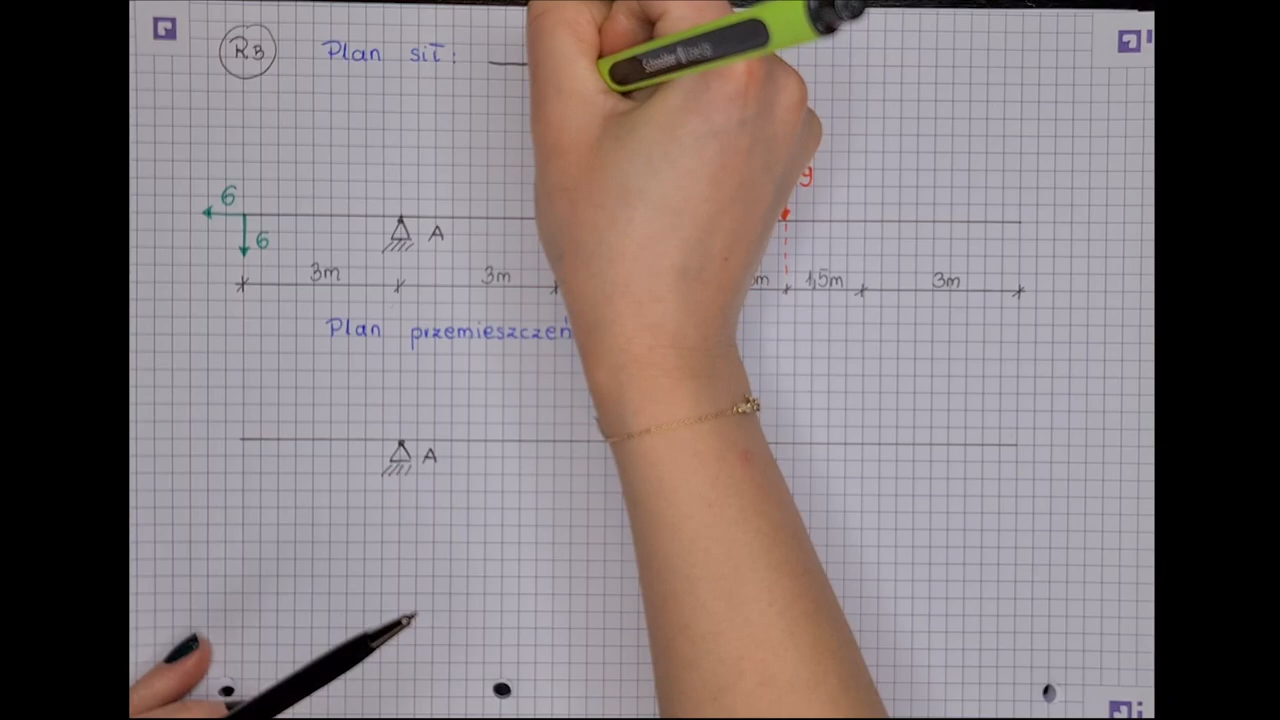 RB Plan sił:
9
6
A
6
3m 3m m 1,5m 3m
Plan przemieszczeń
A
Schneider